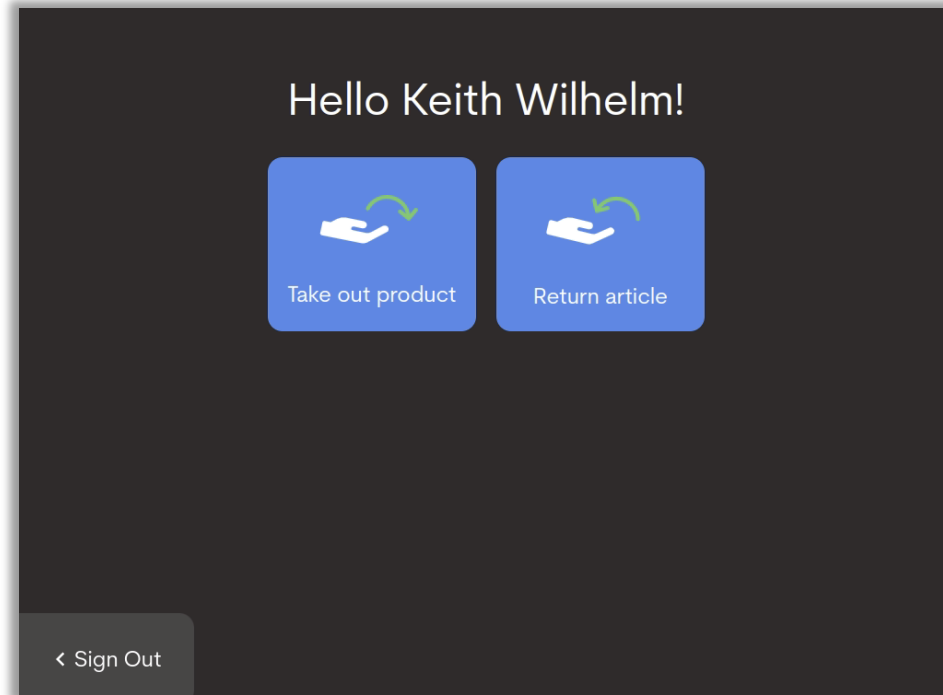 Hello Keith Wilhelm!
Take out product
Return article
< Sign Out